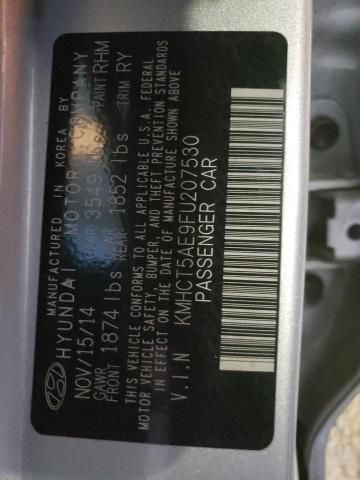 MANUFACTURED IN KOREA BY
HYUNDAI MOTOR COMPANY
NOV/15/14 GVWR 3549 lbs PAINT RHM
GAWR FRONT 1874 lbs REAR 1852 lbs TRIM RY
THIS VEHICLE CONFORMS TO ALL APPLICABLE U.S.A. FEDERAL
MOTOR VEHICLE SAFETY, BUMPER, AND THEFT PREVENTION STANDARDS
IN EFFECT ON THE DATE OF MANUFACTURE SHOWN ABOVE
V.I.N KMHCT5AE9FU207530
PASSENGER CAR